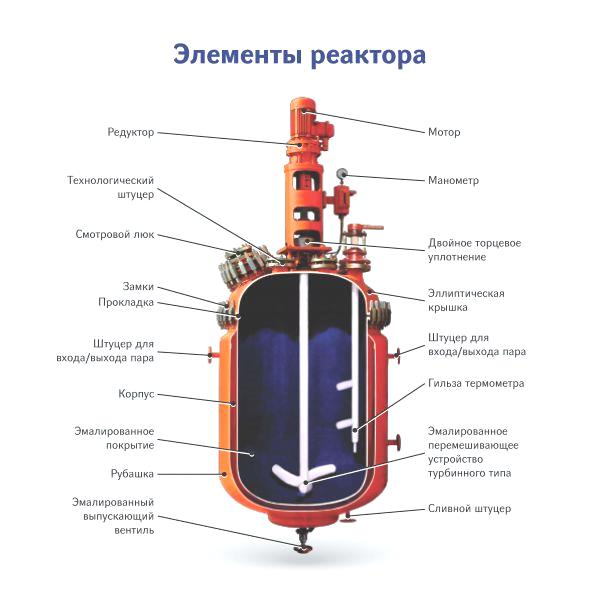 Элементы реактора
Редуктор
Мотор
Технологический
штуцер
Манометр
Смотровой люк
Двойное торцевое
уплотнение
Замки
Прокладка
Эллиптическая
крышка
Штуцер для
входа/выхода пара
Штуцер для
входа/выхода пара
Корпус
Гильза термометра
Эмалированное
покрытие
Эмалированное
перемешивающее
устройство
турбинного типа
Рубашка
Эмалированный
выпускающий
вентиль
Сливной штуцер